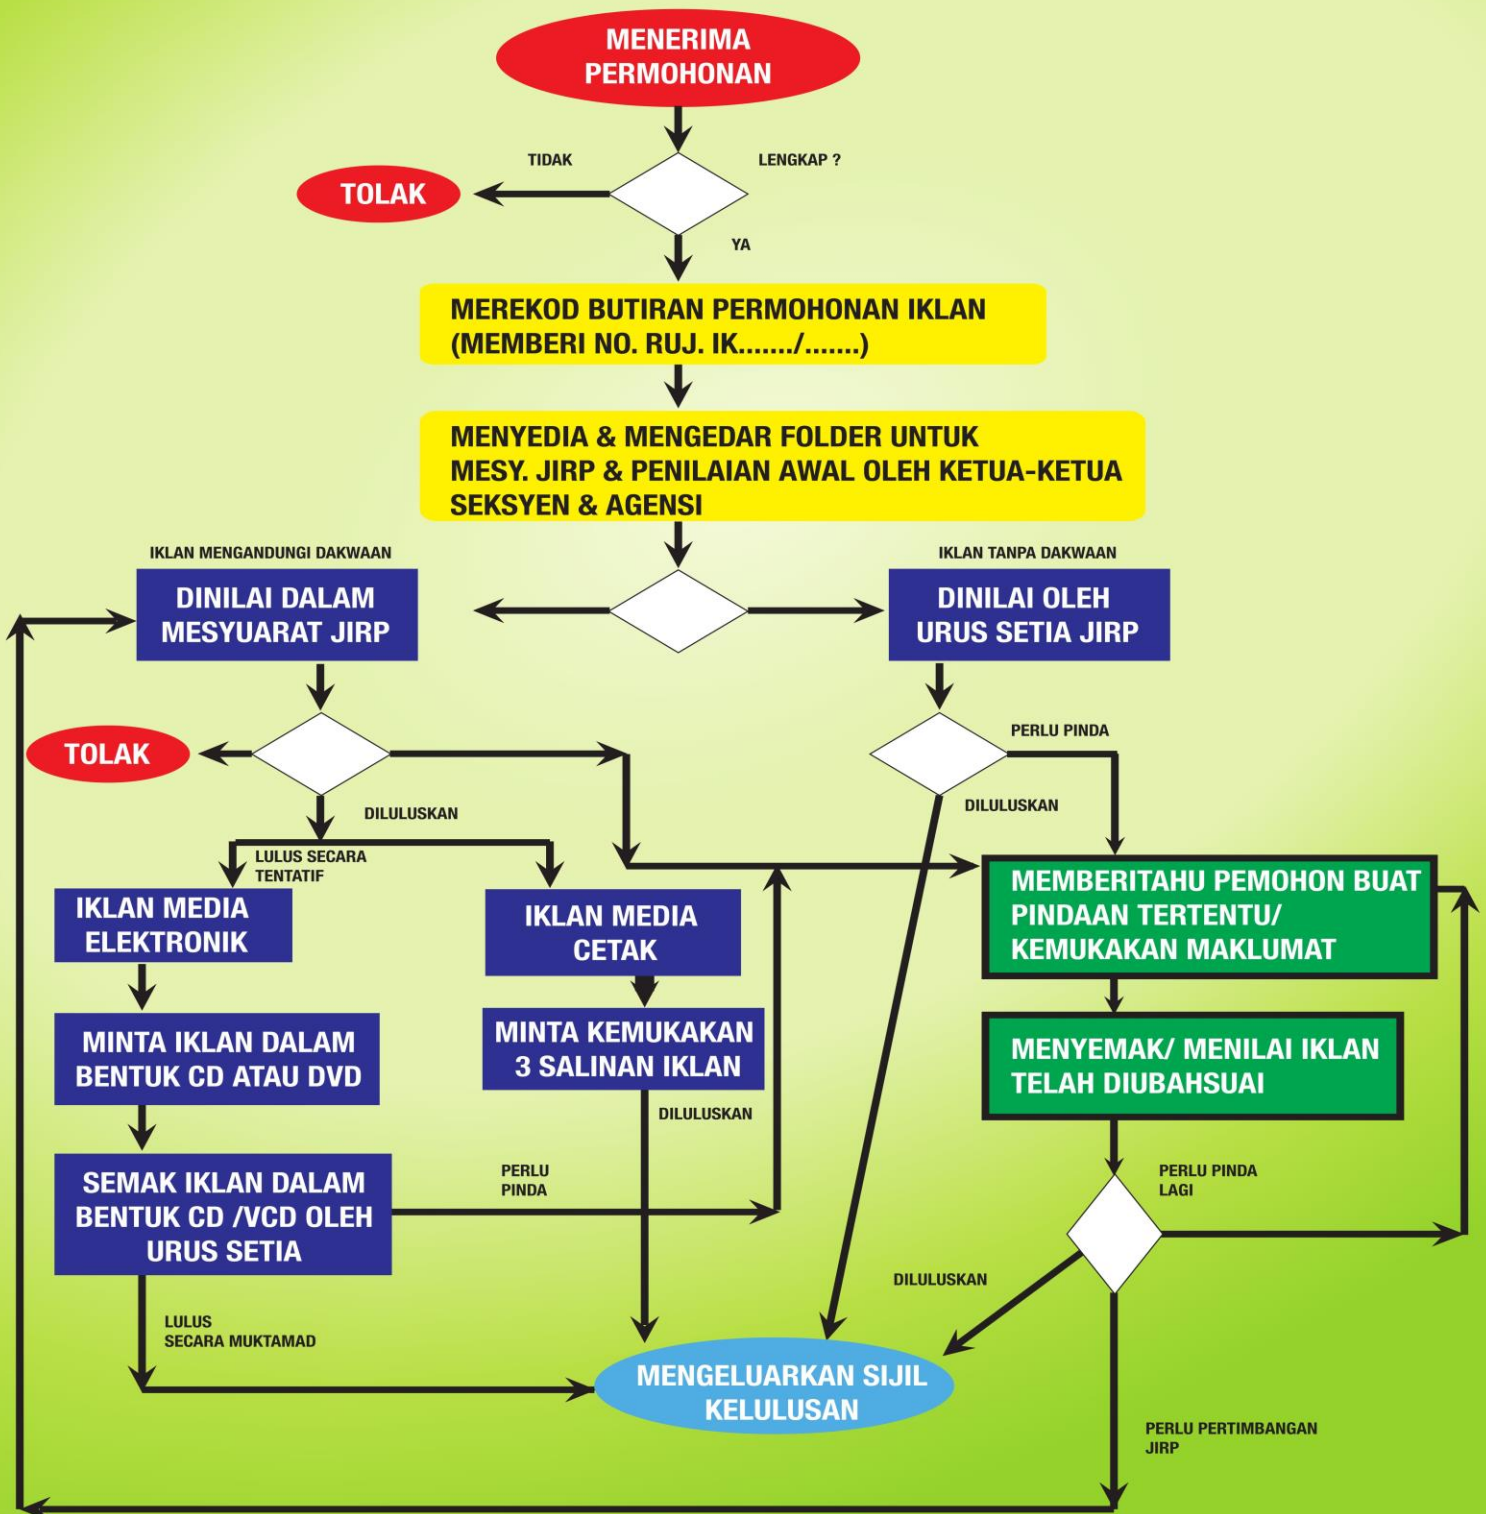 MENERIMA
PERMOHONAN
TIDAK
LENGKAP ?
TOLAK
YA
MEREKOD BUTIRAN PERMOHONAN IKLAN
(MEMBERI NO. RUJ. IK......./.......)
MENYEDIA & MENGEDAR FOLDER UNTUK
MESY. JIRP & PENILAIAN AWAL OLEH KETUA-KETUA
SEKSYEN & AGENSI
IKLAN MENGANDUNGI DAKWAAN
IKLAN TANPA DAKWAAN
DINILAI DALAM
MESYUARAT JIRP
DINILAI OLEH
URUS SETIA JIRP
TOLAK
PERLU PINDA
DILULUSKAN
DILULUSKAN
LULUS SECARA
TENTATIF
IKLAN MEDIA
ELEKTRONIK
IKLAN MEDIA
CETAK
MEMBERITAHU PEMOHON BUAT
PINDAAN TERTENTU/
KEMUKAKAN MAKLUMAT
MINTA IKLAN DALAM
BENTUK CD ATAU DVD
MINTA KEMUKAKAN
3 SALINAN IKLAN
MENYEMAK/ MENILAI IKLAN
TELAH DIUBAHSUAI
DILULUSKAN
SEMAK IKLAN DALAM
BENTUK CD /VCD OLEH
URUS SETIA
PERLU
PINDA
PERLU PINDA
LAGI
DILULUSKAN
LULUS
SECARA MUKTAMAD
MENGELUARKAN SIJIL
KELULUSAN
PERLU PERTIMBANGAN
JIRP